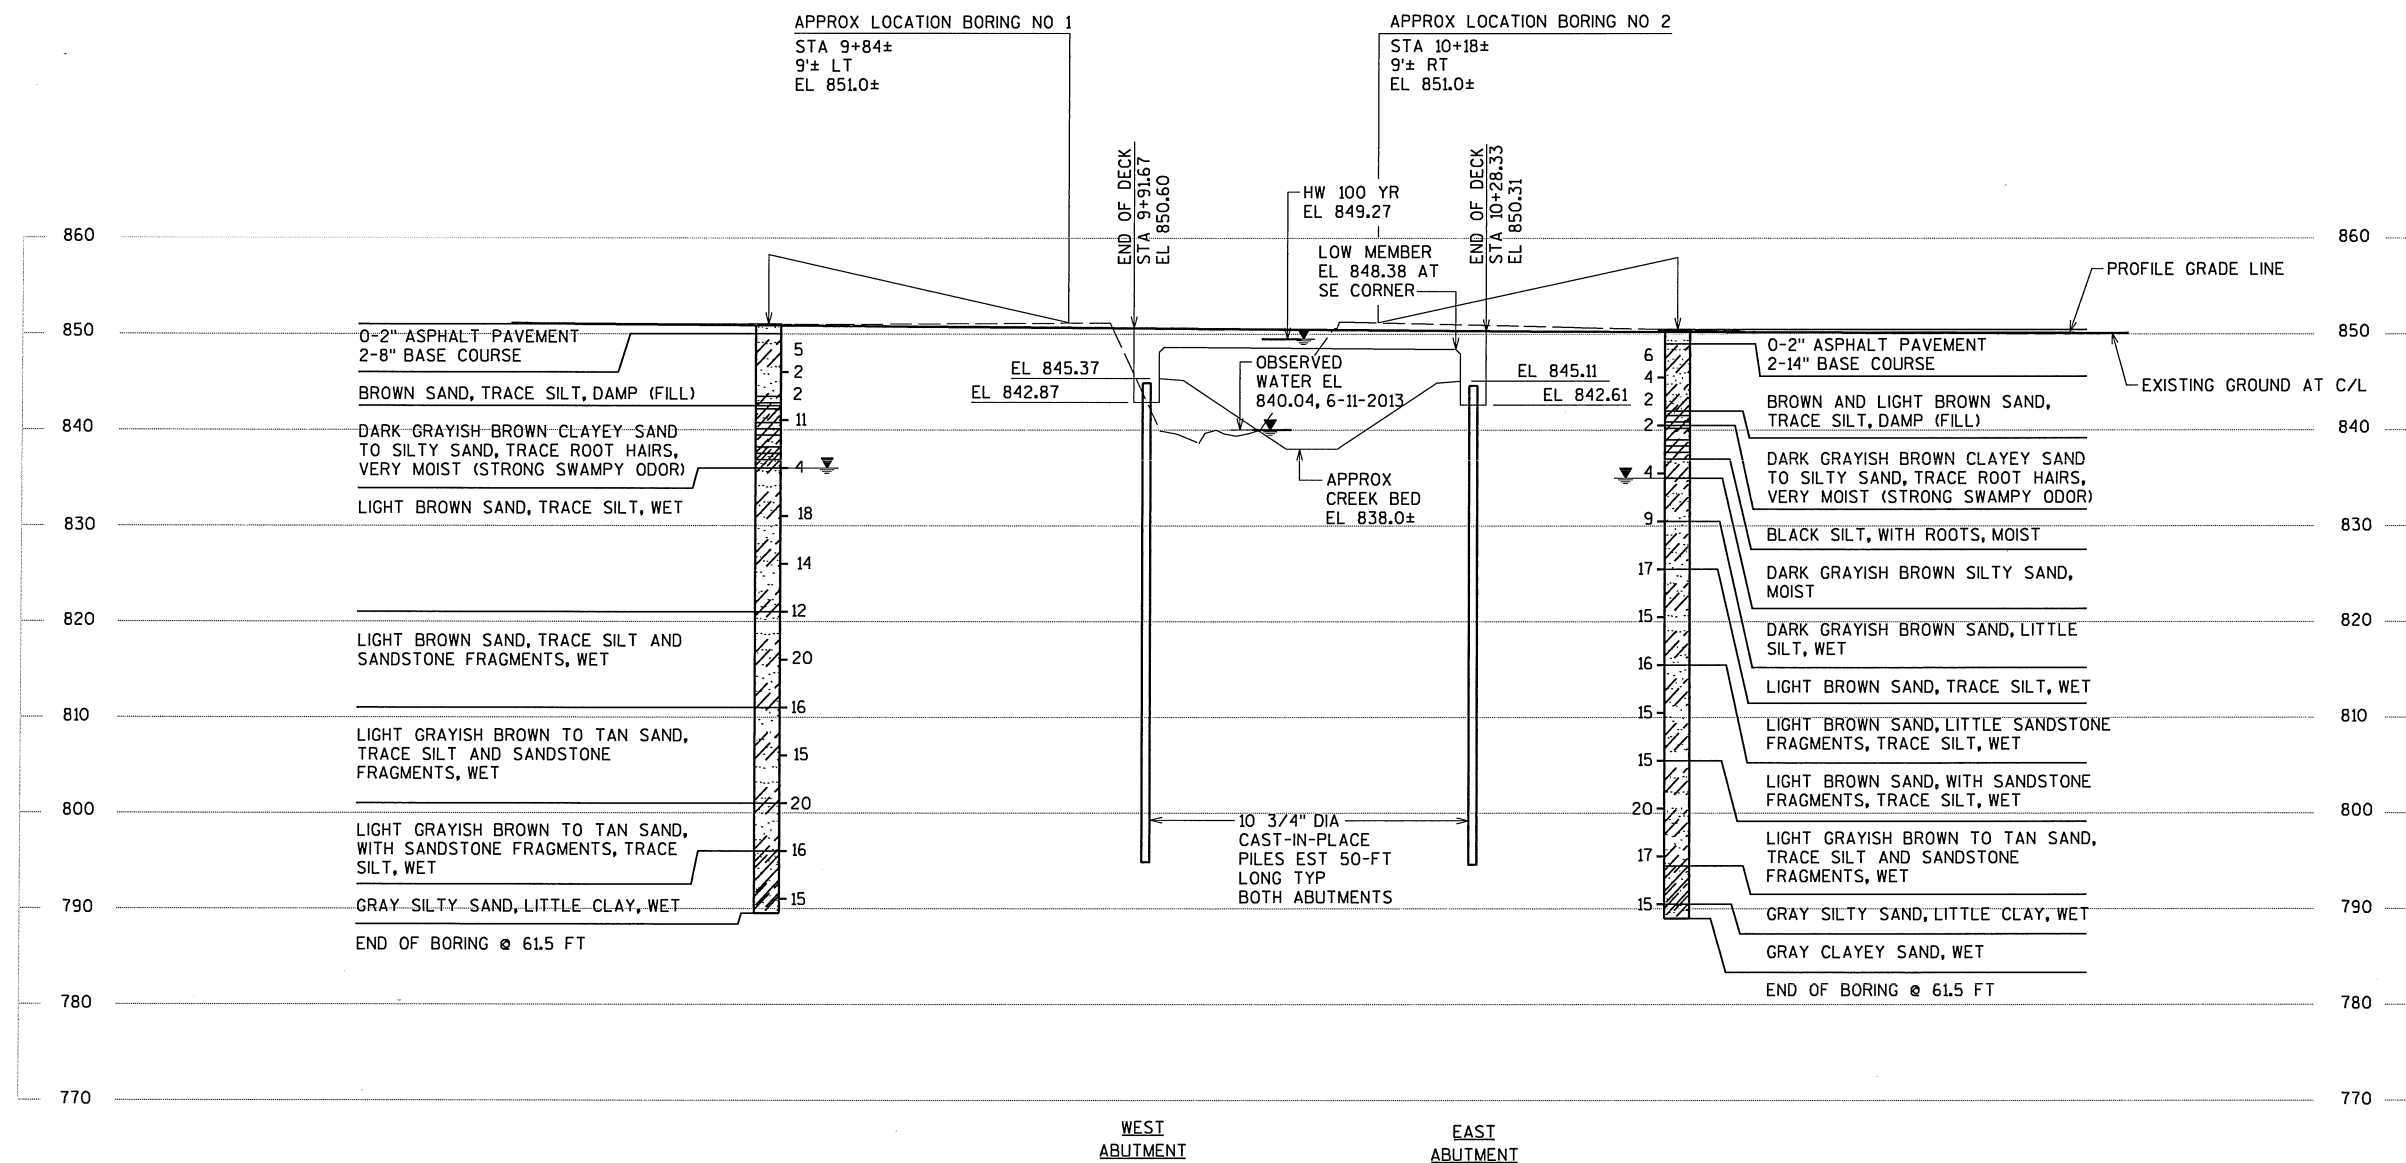 APPROX LOCATION BORING NO 1
STA 9+84±
9'± LT
EL 851.0±
APPROX LOCATION BORING NO 2
STA 10+18±
9'± RT
EL 851.0±
END OF DECK
STA 9+91.67
EL 850.60
HW 100 YR
EL 849.27
LOW MEMBER
EL 848.38 AT
SE CORNER
END OF DECK
STA 10+28.33
EL 850.31
860
850
840
830
820
810
800
790
780
770
0-2" ASPHALT PAVEMENT
2-8" BASE COURSE
BROWN SAND, TRACE SILT, DAMP (FILL)
DARK GRAYISH BROWN CLAYEY SAND
TO SILTY SAND, TRACE ROOT HAIRS,
VERY MOIST (STRONG SWAMPY ODOR)
LIGHT BROWN SAND, TRACE SILT, WET
LIGHT BROWN SAND, TRACE SILT AND
SANDSTONE FRAGMENTS, WET
LIGHT GRAYISH BROWN TO TAN SAND,
TRACE SILT AND SANDSTONE
FRAGMENTS, WET
LIGHT GRAYISH BROWN TO TAN SAND,
WITH SANDSTONE FRAGMENTS, TRACE
SILT, WET
GRAY SILTY SAND, LITTLE CLAY, WET
END OF BORING @ 61.5 FT
5
2
2
11
4
18
14
12
20
16
15
20
16
15
EL 845.37
EL 842.87
OBSERVED
WATER EL
840.04, 6-11-2013
APPROX
CREEK BED
EL 838.0±
EL 845.11
EL 842.61
10 3/4" DIA
CAST-IN-PLACE
PILES EST 50-FT
LONG TYP
BOTH ABUTMENTS
6
4
2
2
4
9
17
15
16
15
15
20
17
15
0-2" ASPHALT PAVEMENT
2-14" BASE COURSE
BROWN AND LIGHT BROWN SAND,
TRACE SILT, DAMP (FILL)
DARK GRAYISH BROWN CLAYEY SAND
TO SILTY SAND, TRACE ROOT HAIRS,
VERY MOIST (STRONG SWAMPY ODOR)
BLACK SILT, WITH ROOTS, MOIST
DARK GRAYISH BROWN SILTY SAND,
MOIST
DARK GRAYISH BROWN SAND, LITTLE
SILT, WET
LIGHT BROWN SAND, TRACE SILT, WET
LIGHT BROWN SAND, LITTLE SANDSTONE
FRAGMENTS, TRACE SILT, WET
LIGHT BROWN SAND, WITH SANDSTONE
FRAGMENTS, TRACE SILT, WET
LIGHT GRAYISH BROWN TO TAN SAND,
TRACE SILT AND SANDSTONE
FRAGMENTS, WET
GRAY SILTY SAND, LITTLE CLAY, WET
GRAY CLAYEY SAND, WET
END OF BORING @ 61.5 FT
PROFILE GRADE LINE
EXISTING GROUND AT C/L
860
850
840
830
820
810
800
790
780
770
WEST
ABUTMENT
EAST
ABUTMENT